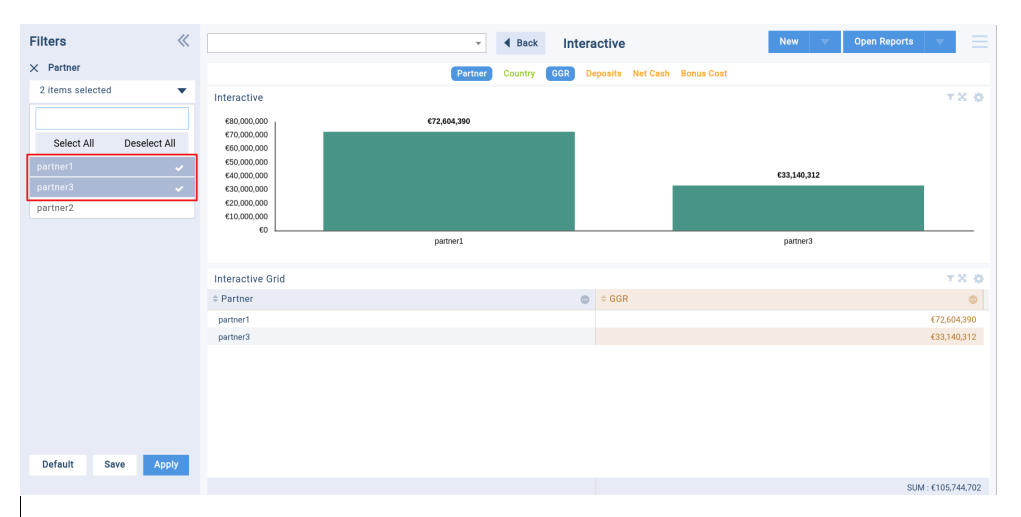 Filters
Partner
2 items selected
Select All Deselect All
partner1
partner3
partner2
Default Save Apply
Back Interactive New Open Reports
Partner Country GGR Deposits Net Cash Bonus Cost
Interactive
€80,000,000
€70,000,000
€60,000,000
€50,000,000
€40,000,000
€30,000,000
€20,000,000
€10,000,000
€0
€72,604,390
€33,140,312
partner1 partner3
Interactive Grid
Partner GGR
partner1 €72,604,390
partner3 €33,140,312
SUM : €105,744,702